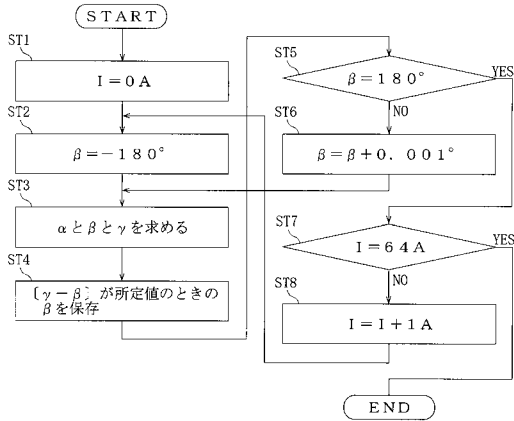 START
ST1
I=0A
ST2
β=-180°
ST3
αとβとγを求める
ST4
〔γ-β〕が所定値のときの
βを保存
ST5
β=180°
YES
NO
ST6
β=β+0.001°
ST7
I=64A
YES
NO
ST8
I=I+1A
END